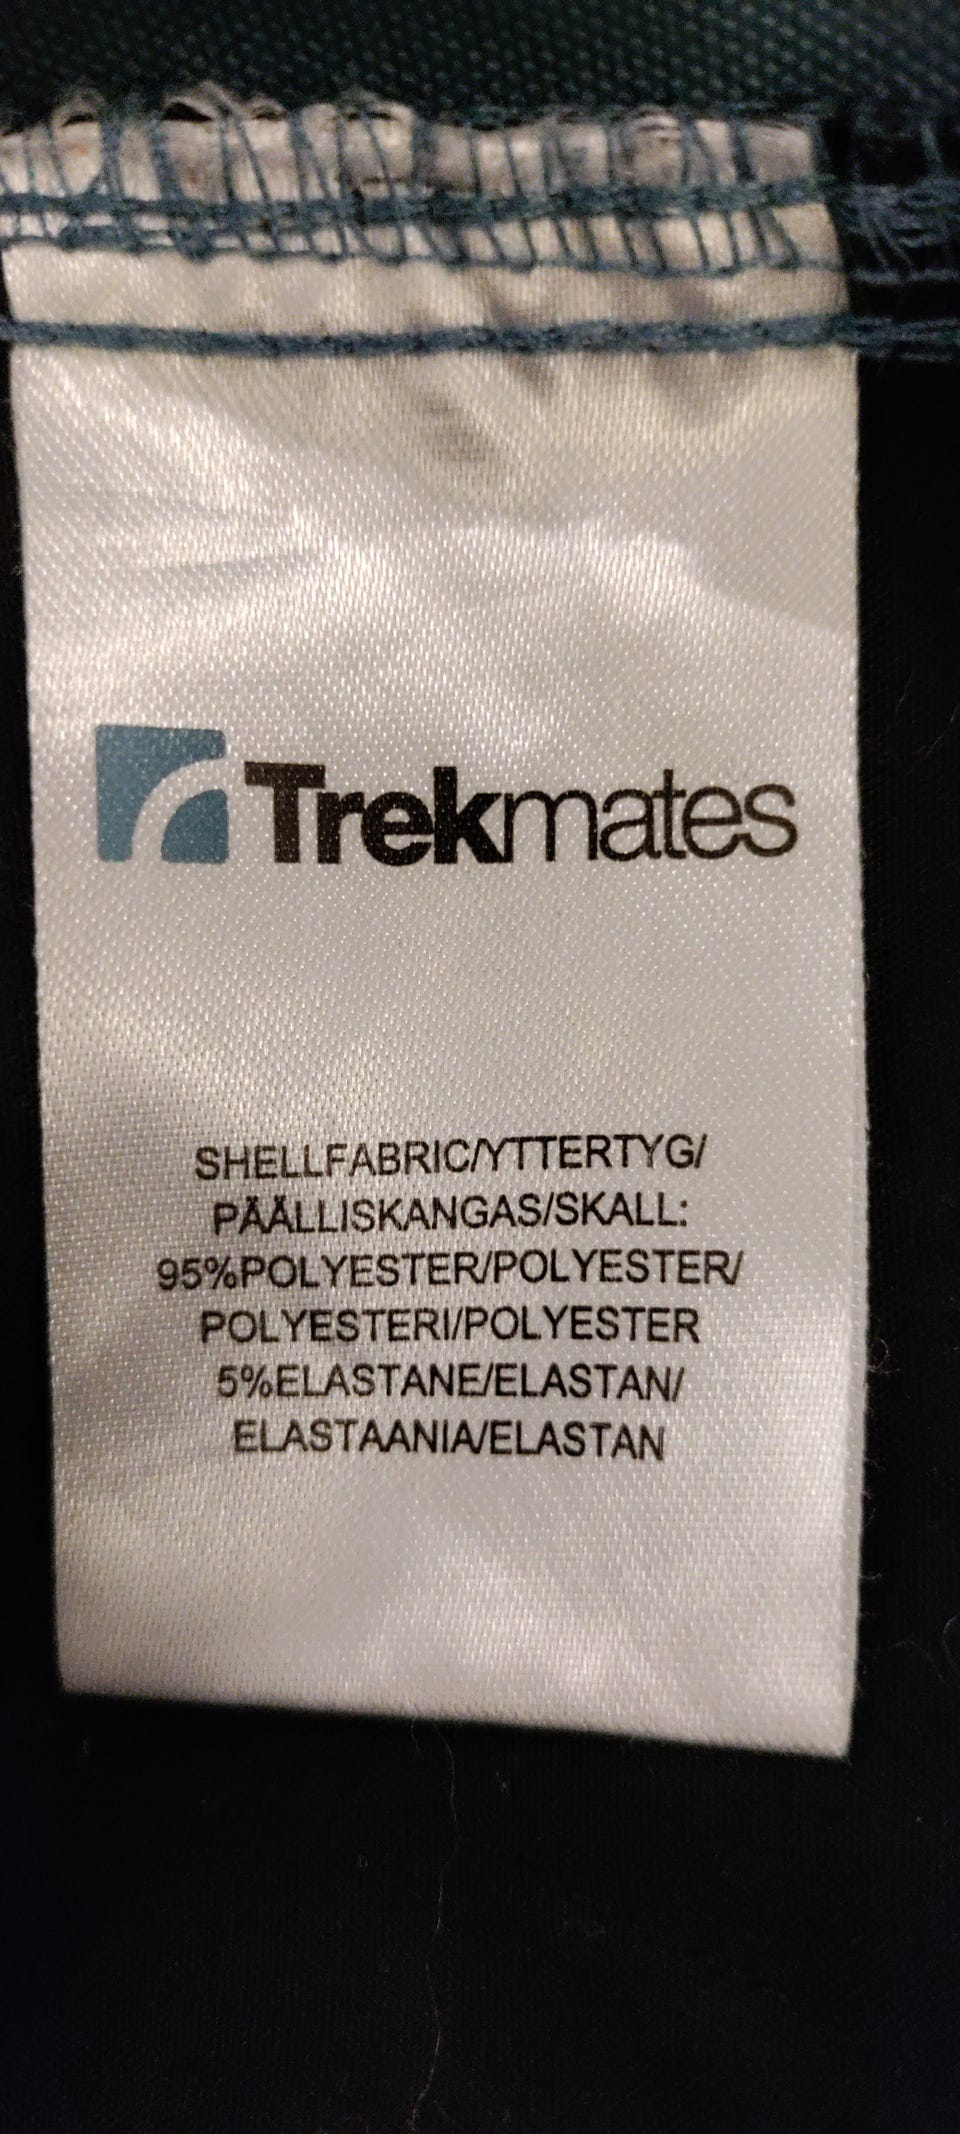 Trekmates
SHELLFABRIC/YTTERTYG/
PÄÄLLISKANGAS/SKALL:
95%POLYESTER/POLYESTER/
POLYESTERI/POLYESTER
5%ELASTANE/ELASTAN/
ELASTAANIA/ELASTAN